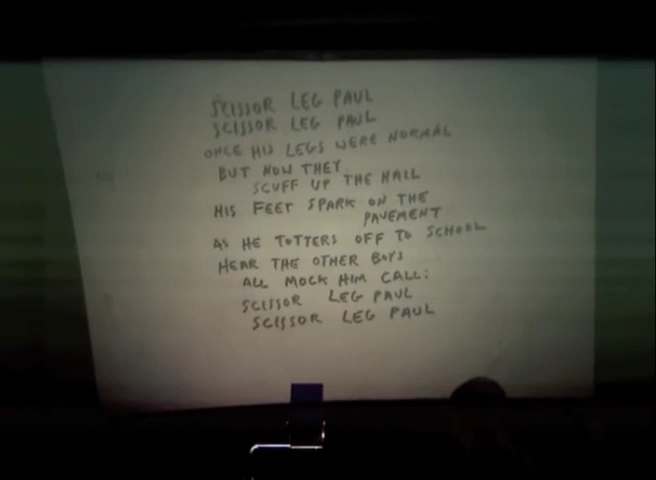 SCISSOR LEG PAUL
SCISSOR LEG PAUL
ONCE HIS LEGS WERE NORMAL
BUT NOW THEY
SCUFF UP THE HALL
HIS FEET SPARK ON THE
PAVEMENT
AS HE TOTTERS OFF TO SCHOOL
HEAR THE OTHER BOYS
ALL MOCK HIM CALL:
SCISSOR LEG PAUL
SCISSOR LEG PAUL